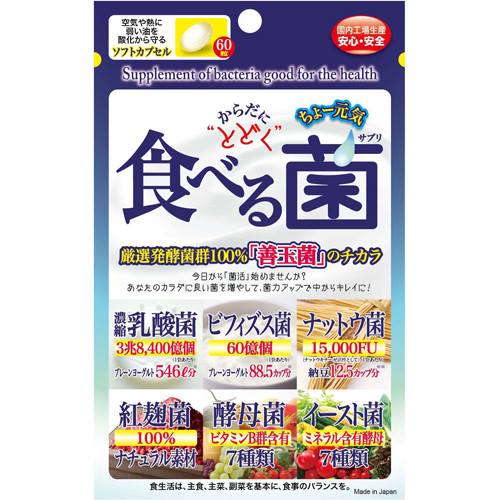 空気や熱に
弱い油を
酸化から守る
ソフトカプセル
60粒
国内工場生産
安心・安全
Supplement of bacteria good for the health
からだに
“とどく”
ちょー元気
サプリ
食べる菌
厳選発酵菌群100%「善玉菌」のチカラ
今日から「菌活」始めませんか?
あなたのカラダに良い菌を増やして、菌力アップで中からキレイに!
濃縮乳酸菌
3兆8,400億個
プレーンヨーグルト546ℓ分
ビフィズス菌
60億個
プレーンヨーグルト88.5カップ分
ナットウ菌
15,000FU
納豆12.5カップ分
紅麹菌
100%
ナチュラル素材
酵母菌
ビタミンB群含有
7種類
イースト菌
ミネラル含有酵母
7種類
Made in Japan
食生活は、主食、主菜、副菜を基本に、食事のバランスを。